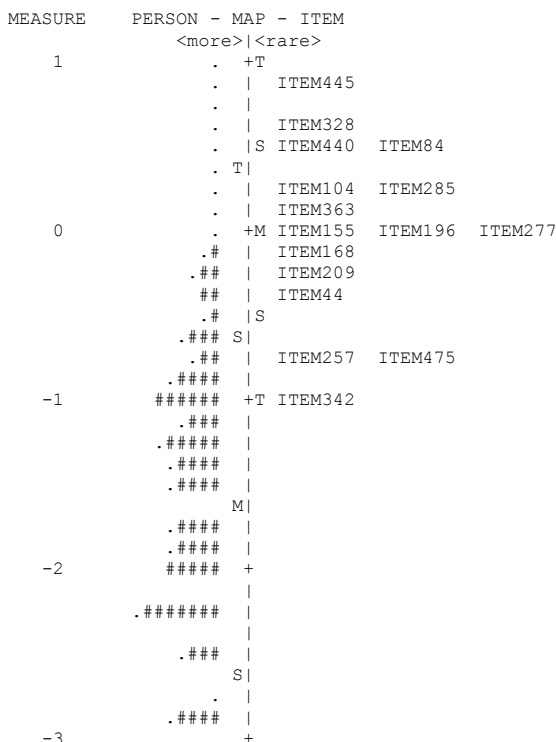 MEASURE PERSON - MAP - ITEM
<more>|<rare>
1 . +T
. | ITEM445
. |
. | ITEM328
. |S ITEM440 ITEM84
. T|
. | ITEM104 ITEM285
. | ITEM363
0 . +M ITEM155 ITEM196 ITEM277
.# | ITEM168
.## | ITEM209
## | ITEM44
.# |S
.### S|
.## | ITEM257 ITEM475
.#### |
-1 ###### +T ITEM342
.### |
.##### |
.#### |
.#### |
M|
.#### |
.#### |
-2 ##### +
|
.####### |
|
.### |
S|
. |
.#### |
-3 +